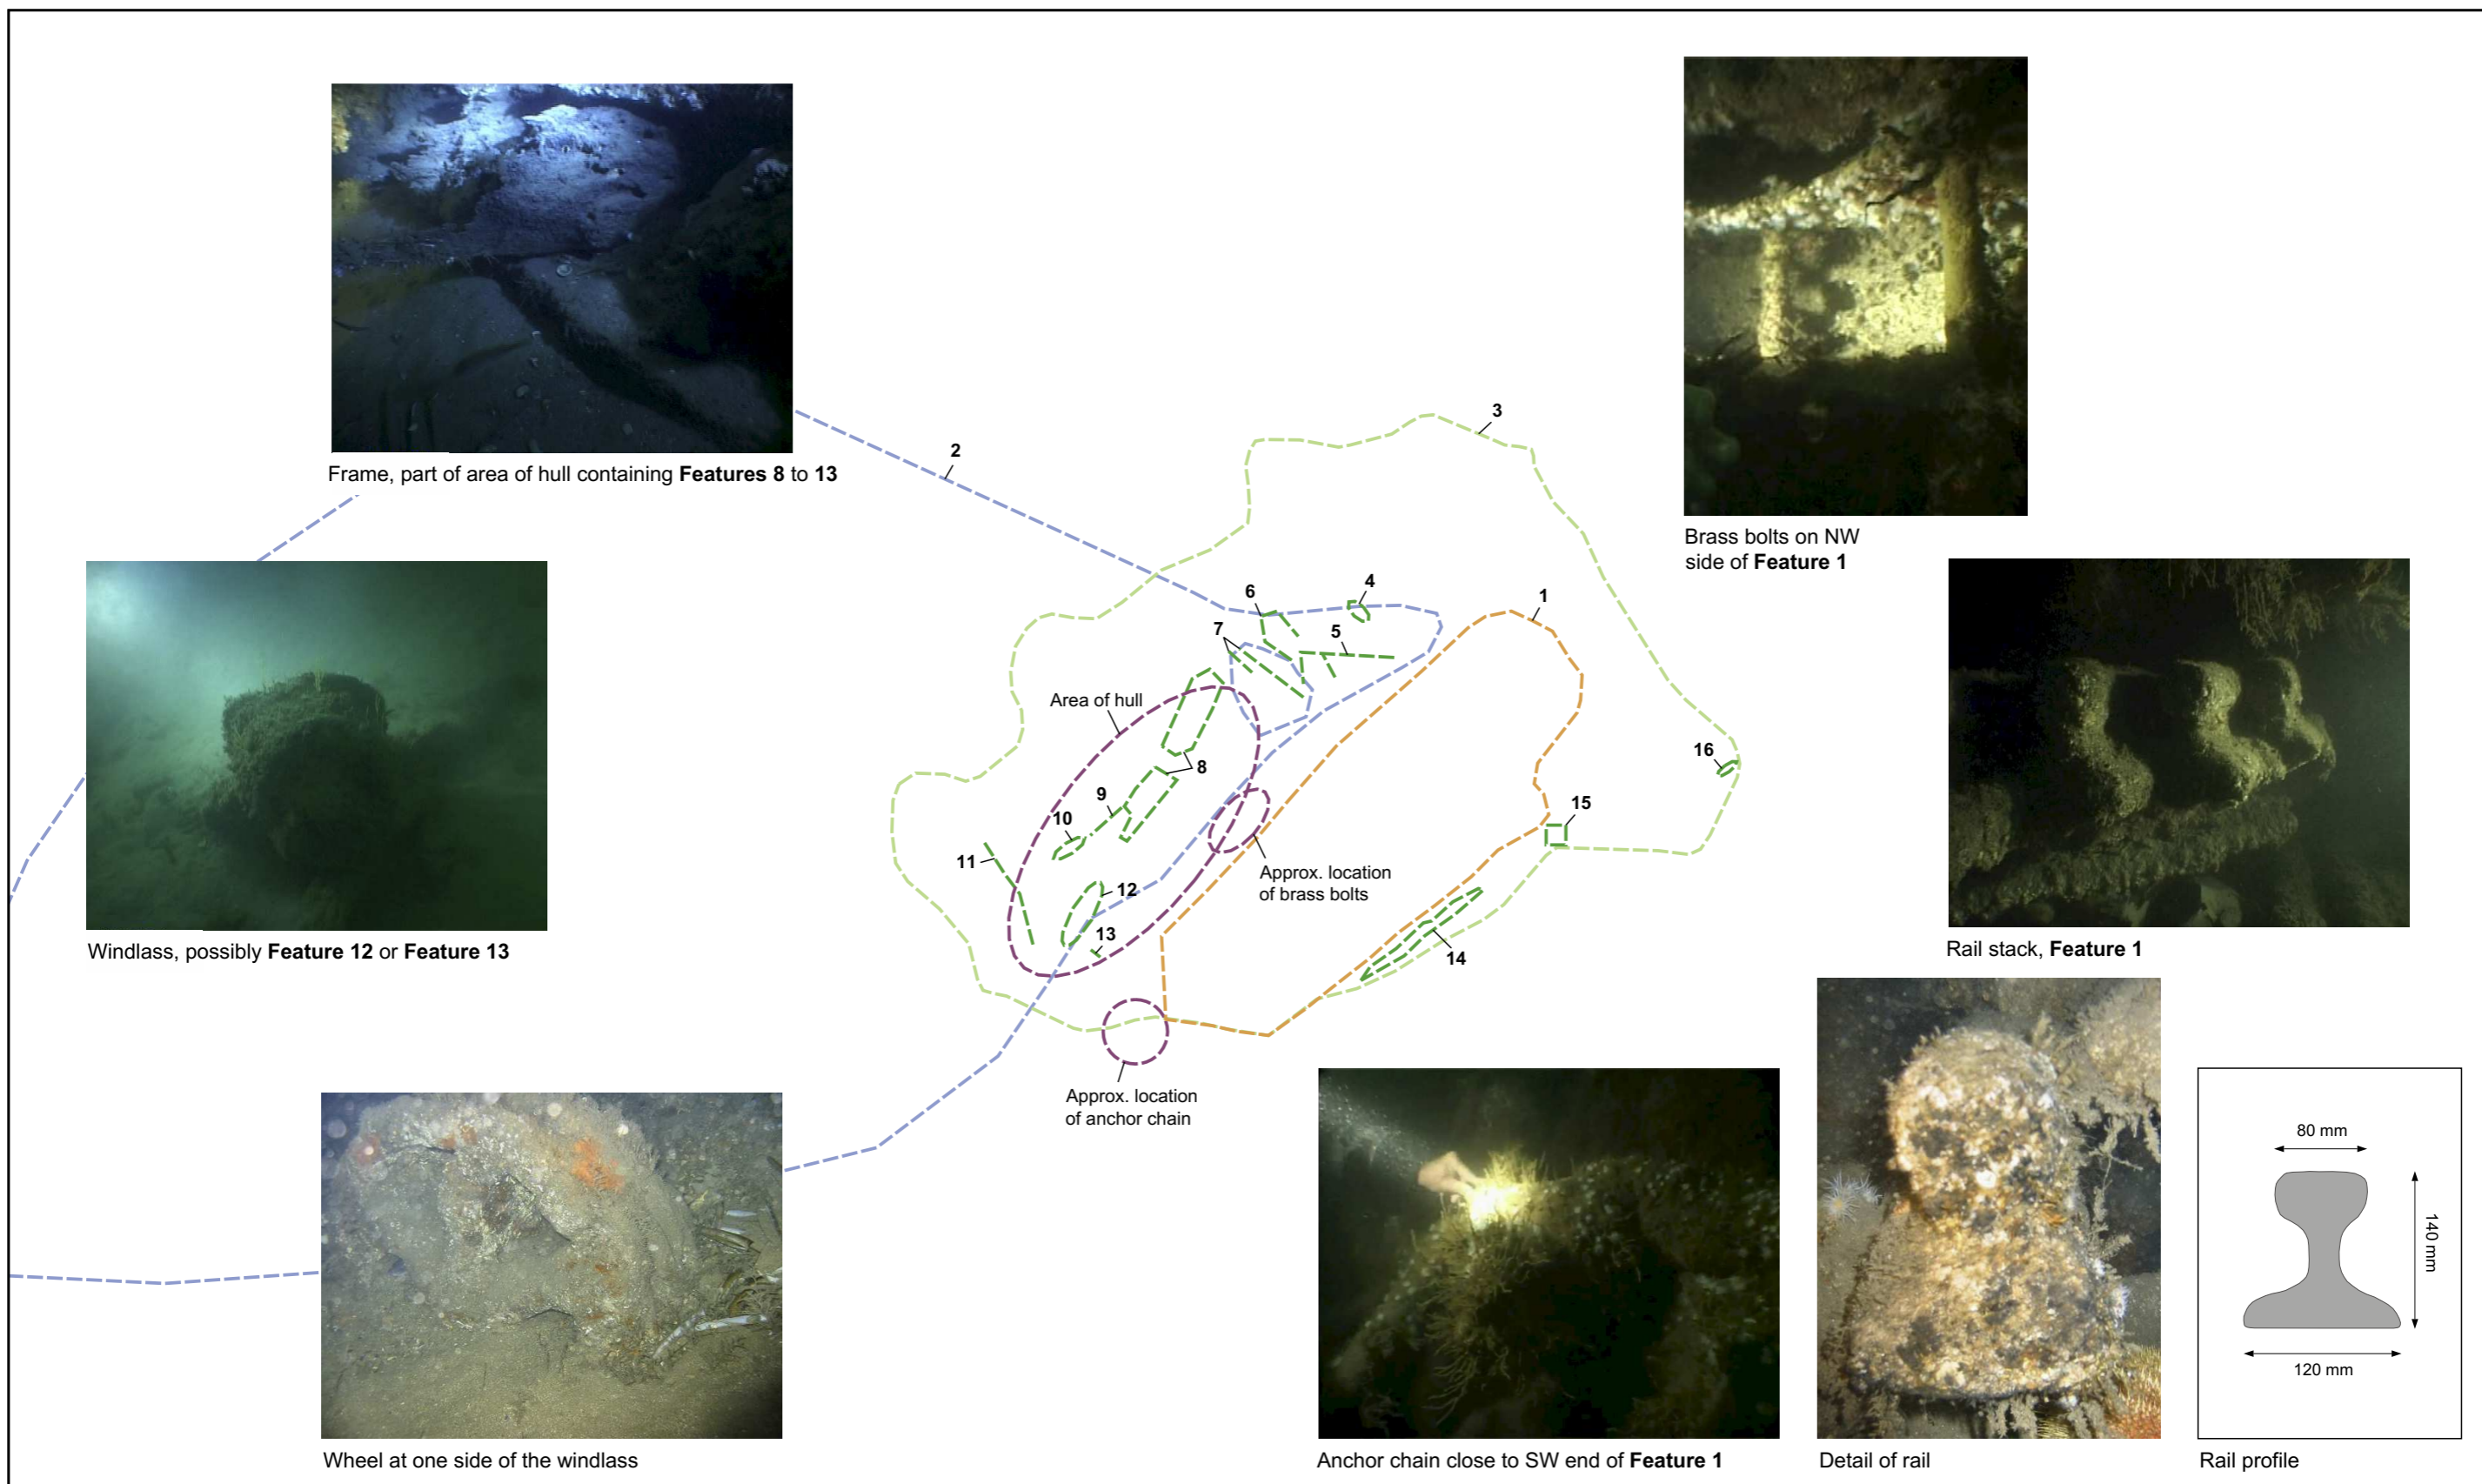 3
2
Frame, part of area of hull containing Features 8 to 13
Brass bolts on NW
side of Feature 1
4
6
1
7
5
Area of hull
16
8
9
15
10
11
Approx. location
of brass bolts
12
13
14
Windlass, possibly Feature 12 or Feature 13
Rail stack, Feature 1
Approx. location
of anchor chain
80 mm
140 mm
120 mm
Wheel at one side of the windlass
Anchor chain close to SW end of Feature 1
Detail of rail
Rail profile